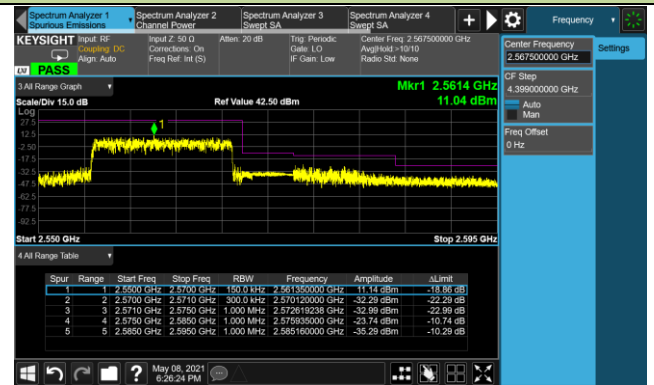 Spectrum Analyzer 1
Spurious Emissions
Spectrum Analyzer 2
Channel Power
Spectrum Analyzer 3
Swept SA
Spectrum Analyzer 4
Swept SA
+
Frequency
KEYSIGHT
Input: RF
Coupling: DC
Align: Auto
Input Z: 50 Ω
Corrections: On
Freq Ref: Int (S)
Atten: 20 dB
Trig: Periodic
Gate: LO
IF Gain: Low
Center Freq: 2.567500000 GHz
Avg|Hold:>10/10
Radio Std: None
LXI PASS
Center Frequency
2.567500000 GHz
Settings
CF Step
4.399000000 GHz
Auto
Man
Freq Offset
0 Hz
3 All Range Graph
Mkr1 2.5614 GHz
Scale/Div 15.0 dB
Ref Value 42.50 dBm
11.04 dBm
Log
27.5
12.5
-2.50
-17.5
-32.5
-47.5
-62.5
-77.5
-92.5
1
Start 2.550 GHz
Stop 2.595 GHz
4 All Range Table
Spur Range Start Freq Stop Freq RBW Frequency Amplitude ΔLimit
1 1 2.5500 GHz 2.5700 GHz 150.0 kHz 2.561350000 GHz 11.14 dBm -18.86 dB
2 2 2.5700 GHz 2.5710 GHz 300.0 kHz 2.570120000 GHz -32.29 dBm -22.29 dB
3 3 2.5710 GHz 2.5750 GHz 1.000 MHz 2.572619238 GHz -32.99 dBm -22.99 dB
4 4 2.5750 GHz 2.5850 GHz 1.000 MHz 2.575935000 GHz -23.74 dBm -10.74 dB
5 5 2.5850 GHz 2.5950 GHz 1.000 MHz 2.585160000 GHz -35.29 dBm -10.29 dB
?
May 08, 2021
6:26:24 PM